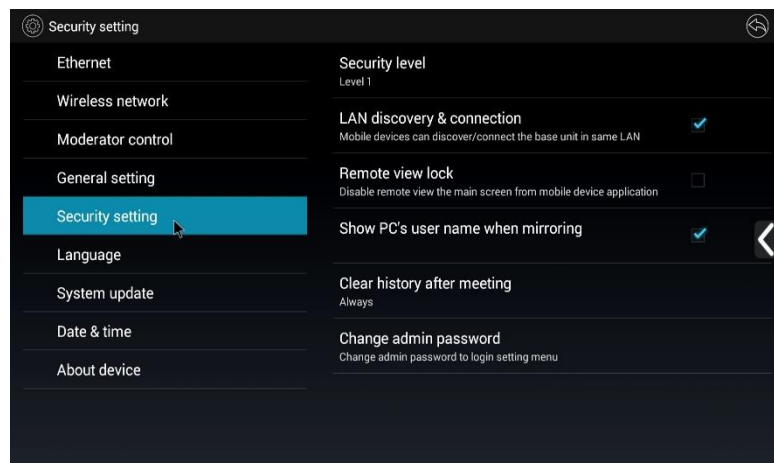 Security setting
Ethernet
Wireless network
Moderator control
General setting
Security setting
Language
System update
Date & time
About device
Security level
Level 1
LAN discovery & connection
Mobile devices can discover/connect the base unit in same LAN
Remote view lock
Disable remote view the main screen from mobile device application
Show PC's user name when mirroring
Clear history after meeting
Always
Change admin password
Change admin password to login setting menu